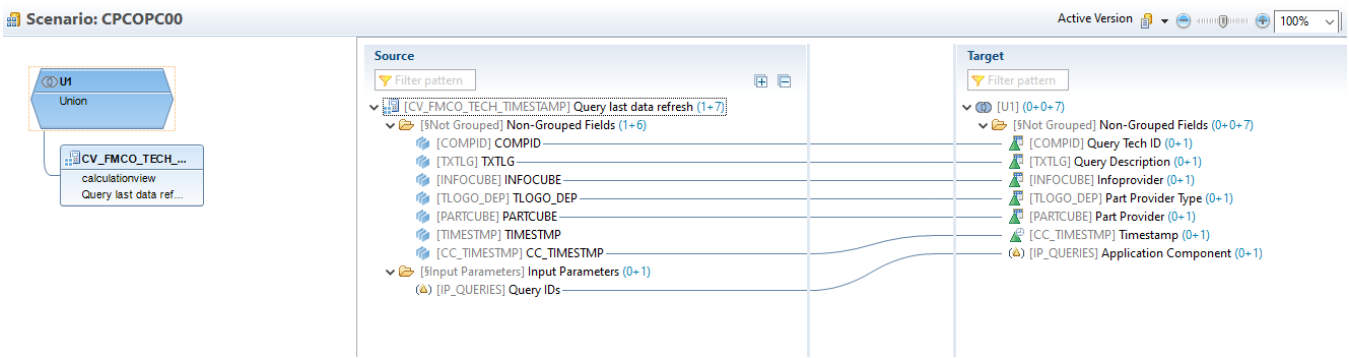 Scenario: CPCOPC00
Active Version 100%
U1
Union
CV_FMCO_TECH_...
calculationview
Query last data ref...
Source
Filter pattern
[CV_FMCO_TECH_TIMESTAMP] Query last data refresh (1+7)
[§Not Grouped] Non-Grouped Fields (1+6)
[COMPID] COMPID
[TXTLG] TXTLG
[INFOCUBE] INFOCUBE
[TLOGO_DEP] TLOGO_DEP
[PARTCUBE] PARTCUBE
[TIMESTMP] TIMESTMP
[CC_TIMESTMP] CC_TIMESTMP
[§Input Parameters] Input Parameters (0+1)
[IP_QUERIES] Query IDs
Target
Filter pattern
[U1] (0+0+7)
[§Not Grouped] Non-Grouped Fields (0+0+7)
[COMPID] Query Tech ID (0+1)
[TXTLG] Query Description (0+1)
[INFOCUBE] Infoprovider (0+1)
[TLOGO_DEP] Part Provider Type (0+1)
[PARTCUBE] Part Provider (0+1)
[CC_TIMESTMP] Timestamp (0+1)
[IP_QUERIES] Application Component (0+1)